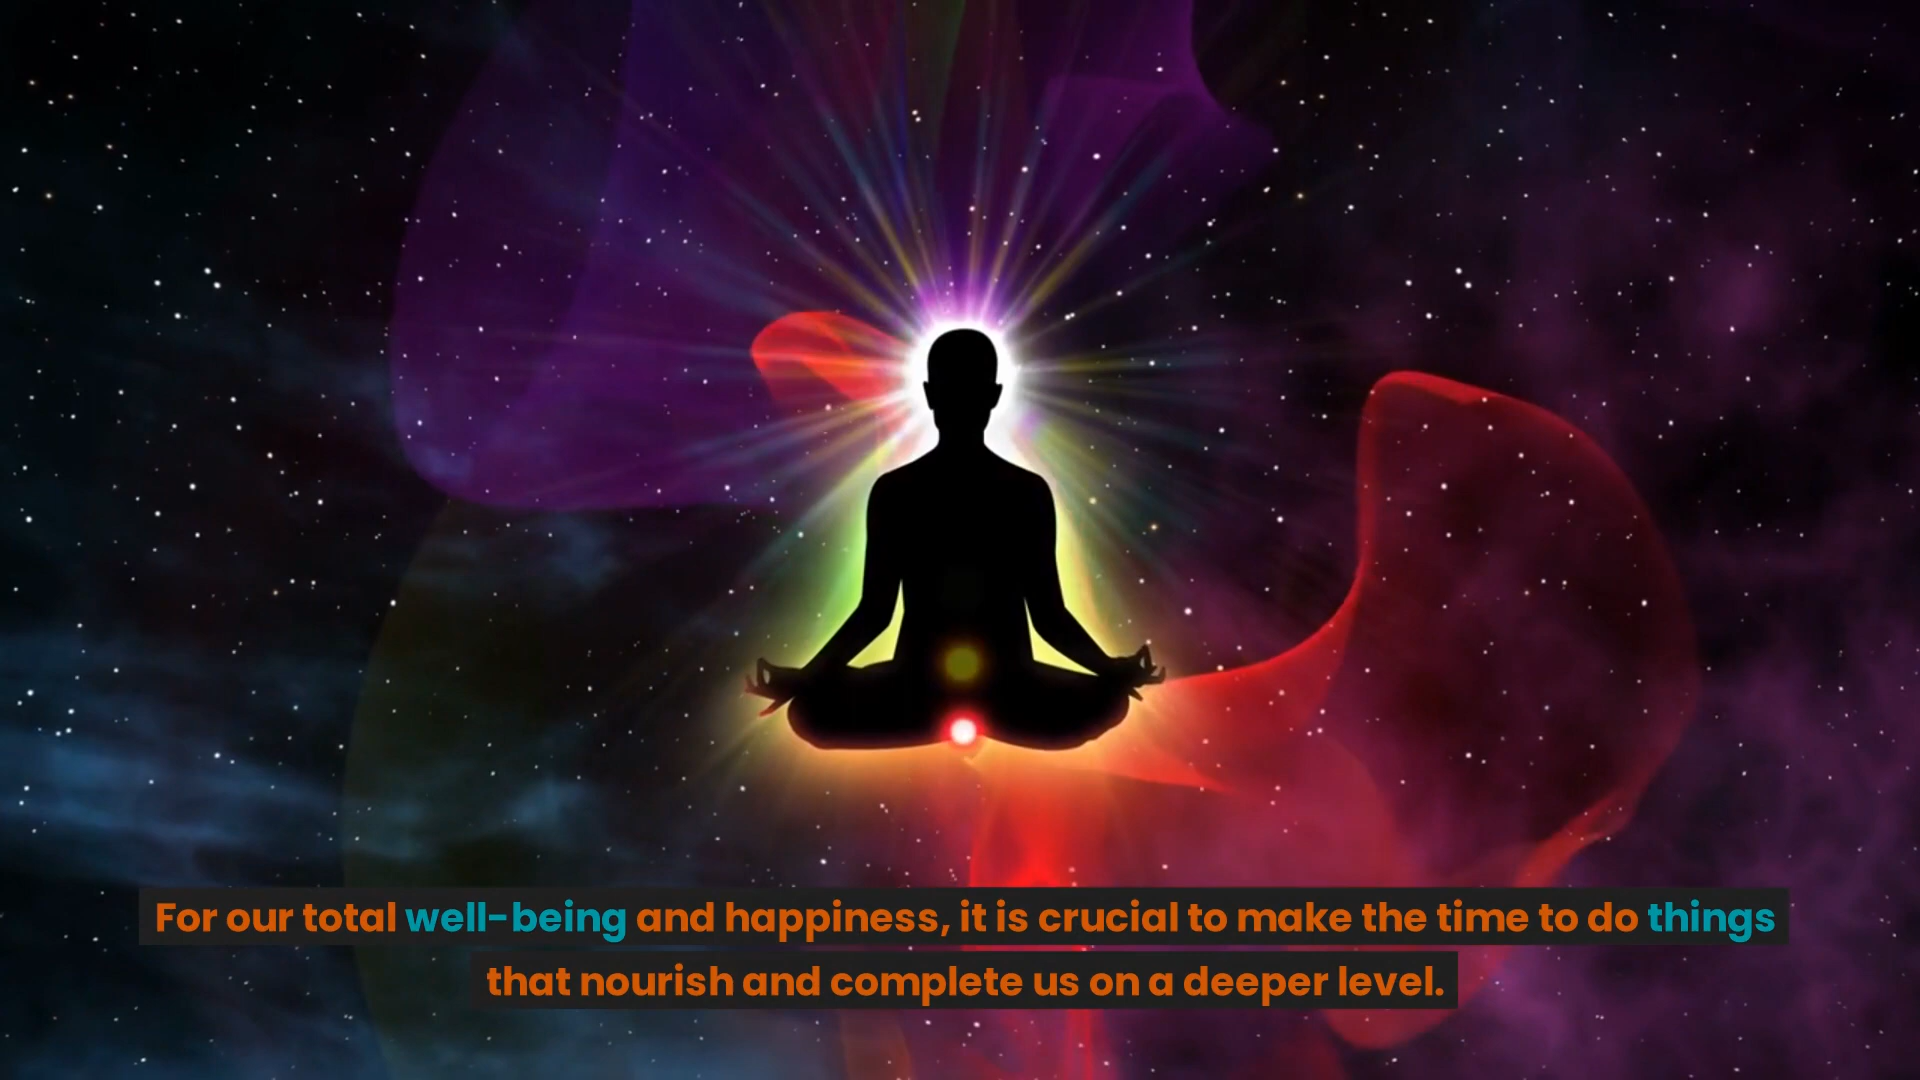 For our total well-being and happiness, it is crucial to make the time to do things
that nourish and complete us on a deeper level.